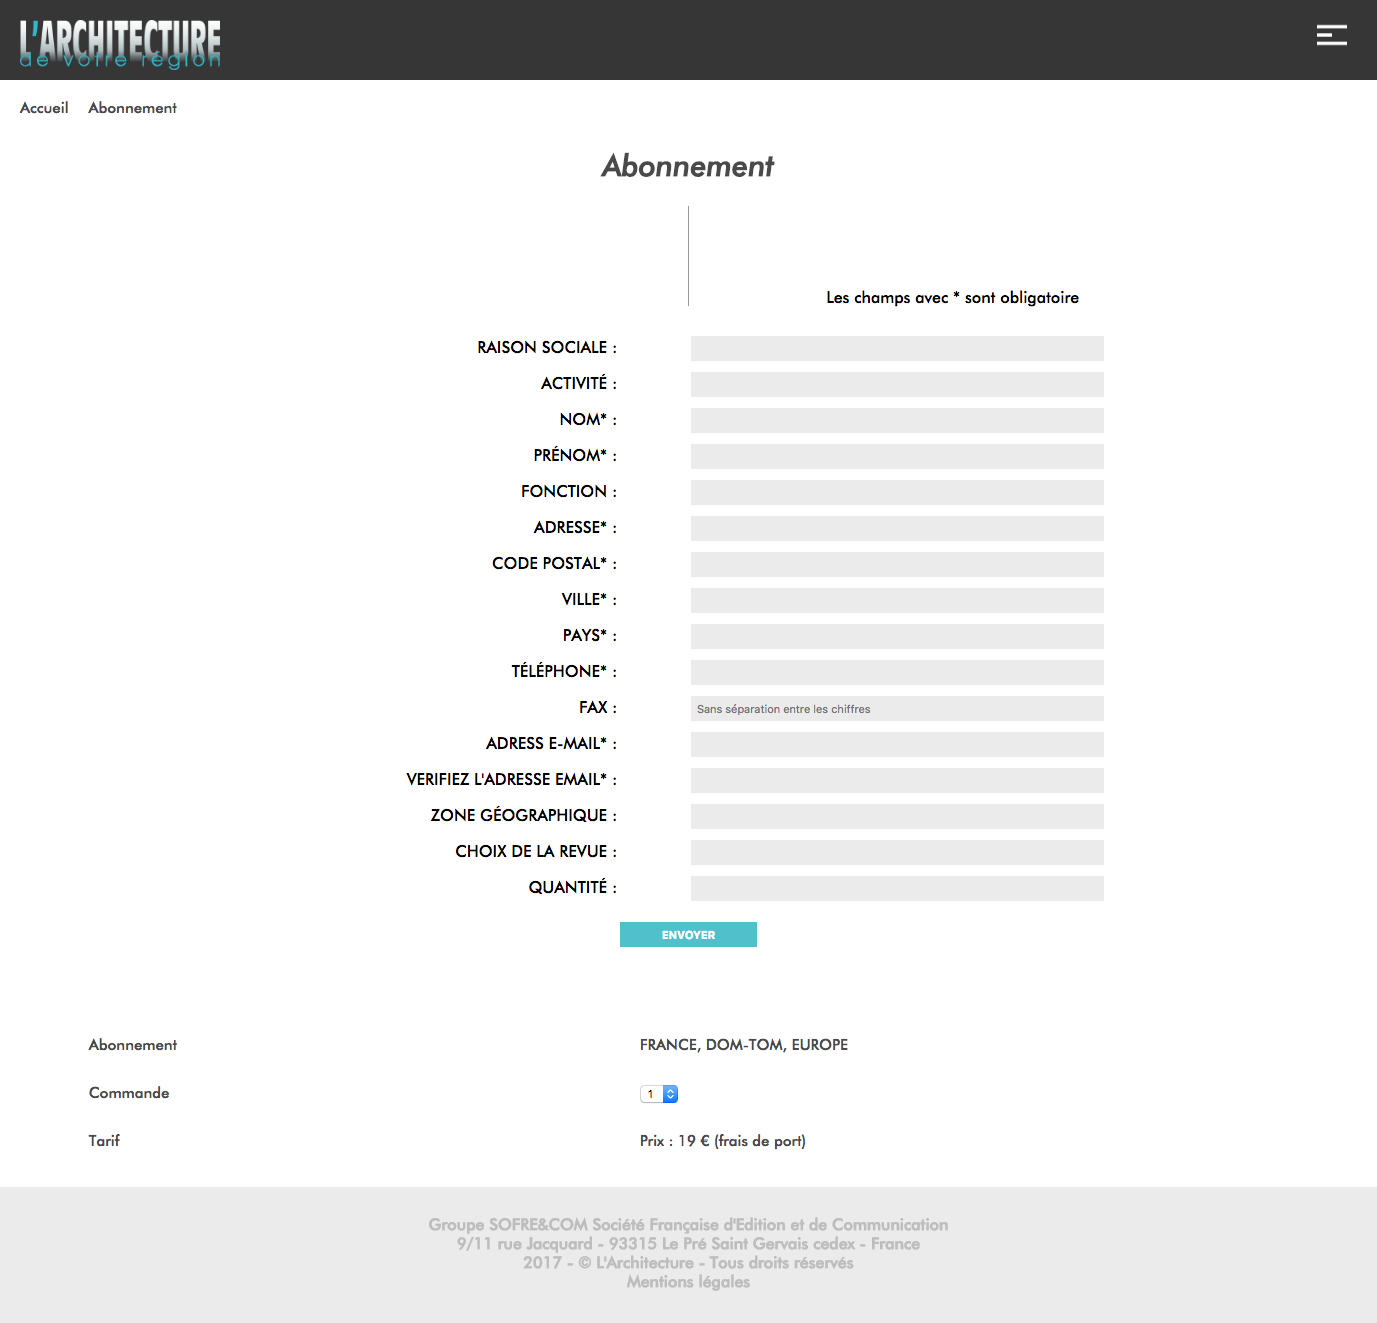 L'ARCHITECTURE
de votre région
Accueil Abonnement
Abonnement
Les champs avec * sont obligatoire
RAISON SOCIALE :
ACTIVITÉ :
NOM* :
PRÉNOM* :
FONCTION :
ADRESSE* :
CODE POSTAL* :
VILLE* :
PAYS* :
TÉLÉPHONE* :
FAX : Sans séparation entre les chiffres
ADRESS E-MAIL* :
VERIFIEZ L'ADRESSE EMAIL* :
ZONE GÉOGRAPHIQUE :
CHOIX DE LA REVUE :
QUANTITÉ :
ENVOYER
Abonnement FRANCE, DOM-TOM, EUROPE
Commande 1
Tarif Prix : 19 € (frais de port)
Groupe SOFRE&COM Société Française d'Edition et de Communication
9/11 rue Jacquard - 93315 Le Pré Saint Gervais cedex - France
2017 - © L'Architecture - Tous droits réservés
Mentions légales